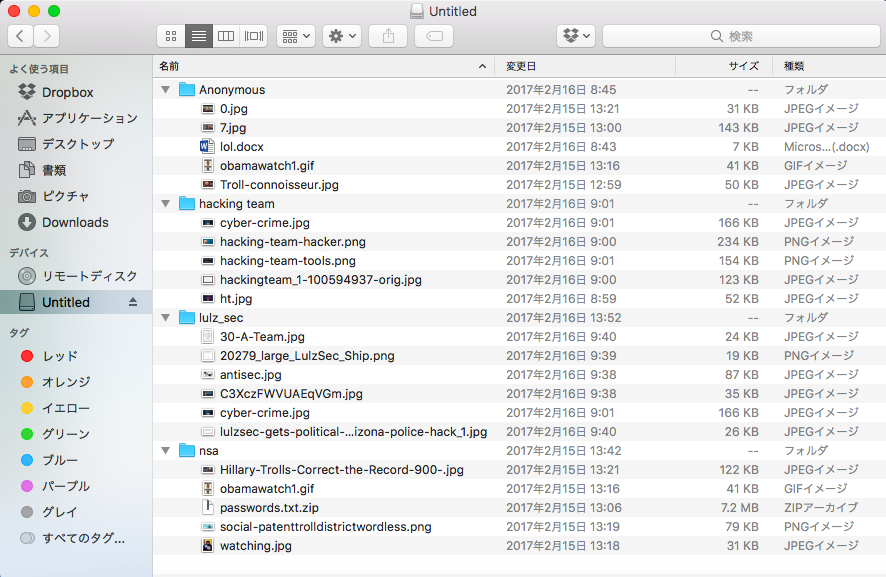 Untitled
検索
よく使う項目
Dropbox
アプリケーション
デスクトップ
書類
ピクチャ
Downloads
デバイス
リモートディスク
Untitled
タグ
レッド
オレンジ
イエロー
グリーン
ブルー
パープル
グレイ
すべてのタグ...
名前 変更日 サイズ 種類
Anonymous 2017年2月16日 8:45 -- フォルダ
0.jpg 2017年2月15日 13:21 31 KB JPEGイメージ
7.jpg 2017年2月15日 13:00 143 KB JPEGイメージ
lol.docx 2017年2月16日 8:43 7 KB Micros...(.docx)
obamawatch1.gif 2017年2月15日 13:16 41 KB GIFイメージ
Troll-connoisseur.jpg 2017年2月15日 12:59 50 KB JPEGイメージ
hacking team 2017年2月16日 9:01 -- フォルダ
cyber-crime.jpg 2017年2月16日 9:01 166 KB JPEGイメージ
hacking-team-hacker.png 2017年2月16日 9:00 234 KB PNGイメージ
hacking-team-tools.png 2017年2月16日 9:01 154 KB PNGイメージ
hackingteam_1-100594937-orig.jpg 2017年2月16日 9:00 123 KB JPEGイメージ
ht.jpg 2017年2月16日 8:59 52 KB JPEGイメージ
lulz_sec 2017年2月16日 13:52 -- フォルダ
30-A-Team.jpg 2017年2月16日 9:40 24 KB JPEGイメージ
20279_large_LulzSec_Ship.png 2017年2月16日 9:39 19 KB PNGイメージ
antisec.jpg 2017年2月16日 9:38 87 KB JPEGイメージ
C3XczFWVUAEqVGm.jpg 2017年2月16日 9:38 35 KB JPEGイメージ
cyber-crime.jpg 2017年2月16日 9:01 166 KB JPEGイメージ
lulzsec-gets-political-...izona-police-hack_1.jpg 2017年2月16日 9:40 26 KB JPEGイメージ
nsa 2017年2月15日 13:42 -- フォルダ
Hillary-Trolls-Correct-the-Record-900-.jpg 2017年2月15日 13:21 122 KB JPEGイメージ
obamawatch1.gif 2017年2月15日 13:16 41 KB GIFイメージ
passwords.txt.zip 2017年2月15日 13:06 7.2 MB ZIPアーカイブ
social-patenttrolldistrictwordless.png 2017年2月15日 13:19 79 KB PNGイメージ
watching.jpg 2017年2月15日 13:18 31 KB JPEGイメージ